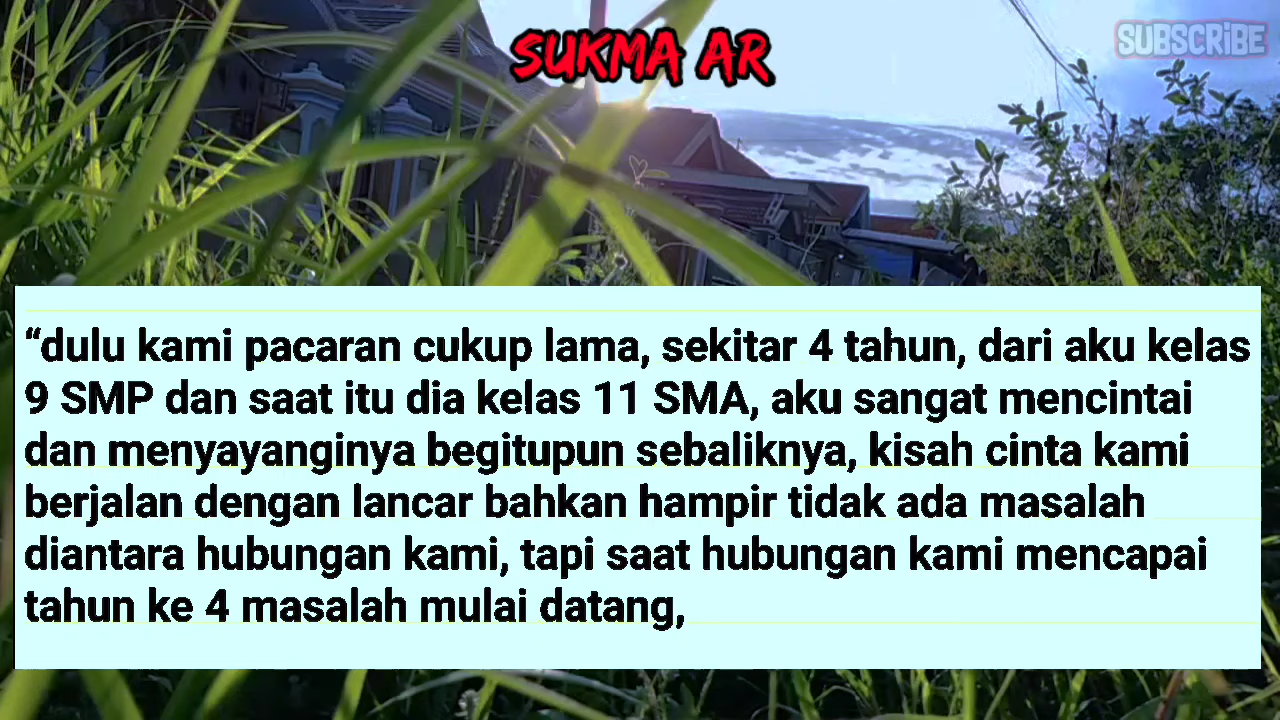 SUKMA AR
SUBSCRIBE
“dulu kami pacaran cukup lama, sekitar 4 tahun, dari aku kelas
9 SMP dan saat itu dia kelas 11 SMA, aku sangat mencintai
dan menyayanginya begitupun sebaliknya, kisah cinta kami
berjalan dengan lancar bahkan hampir tidak ada masalah
diantara hubungan kami, tapi saat hubungan kami mencapai
tahun ke 4 masalah mulai datang,